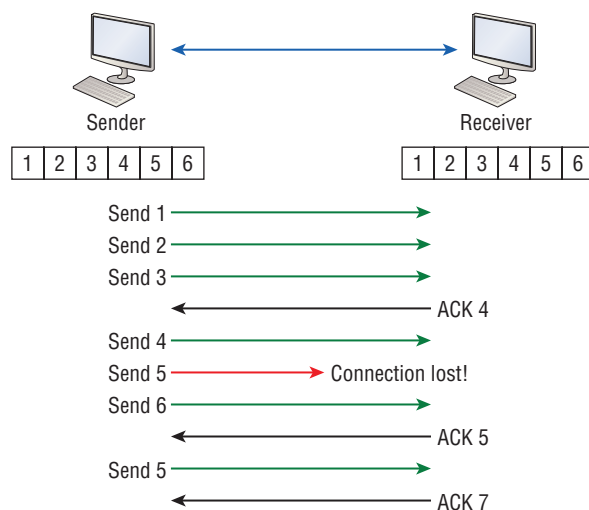 Sender
Receiver
1 2 3 4 5 6
1 2 3 4 5 6
Send 1
Send 2
Send 3
ACK 4
Send 4
Send 5
Connection lost!
Send 6
ACK 5
Send 5
ACK 7